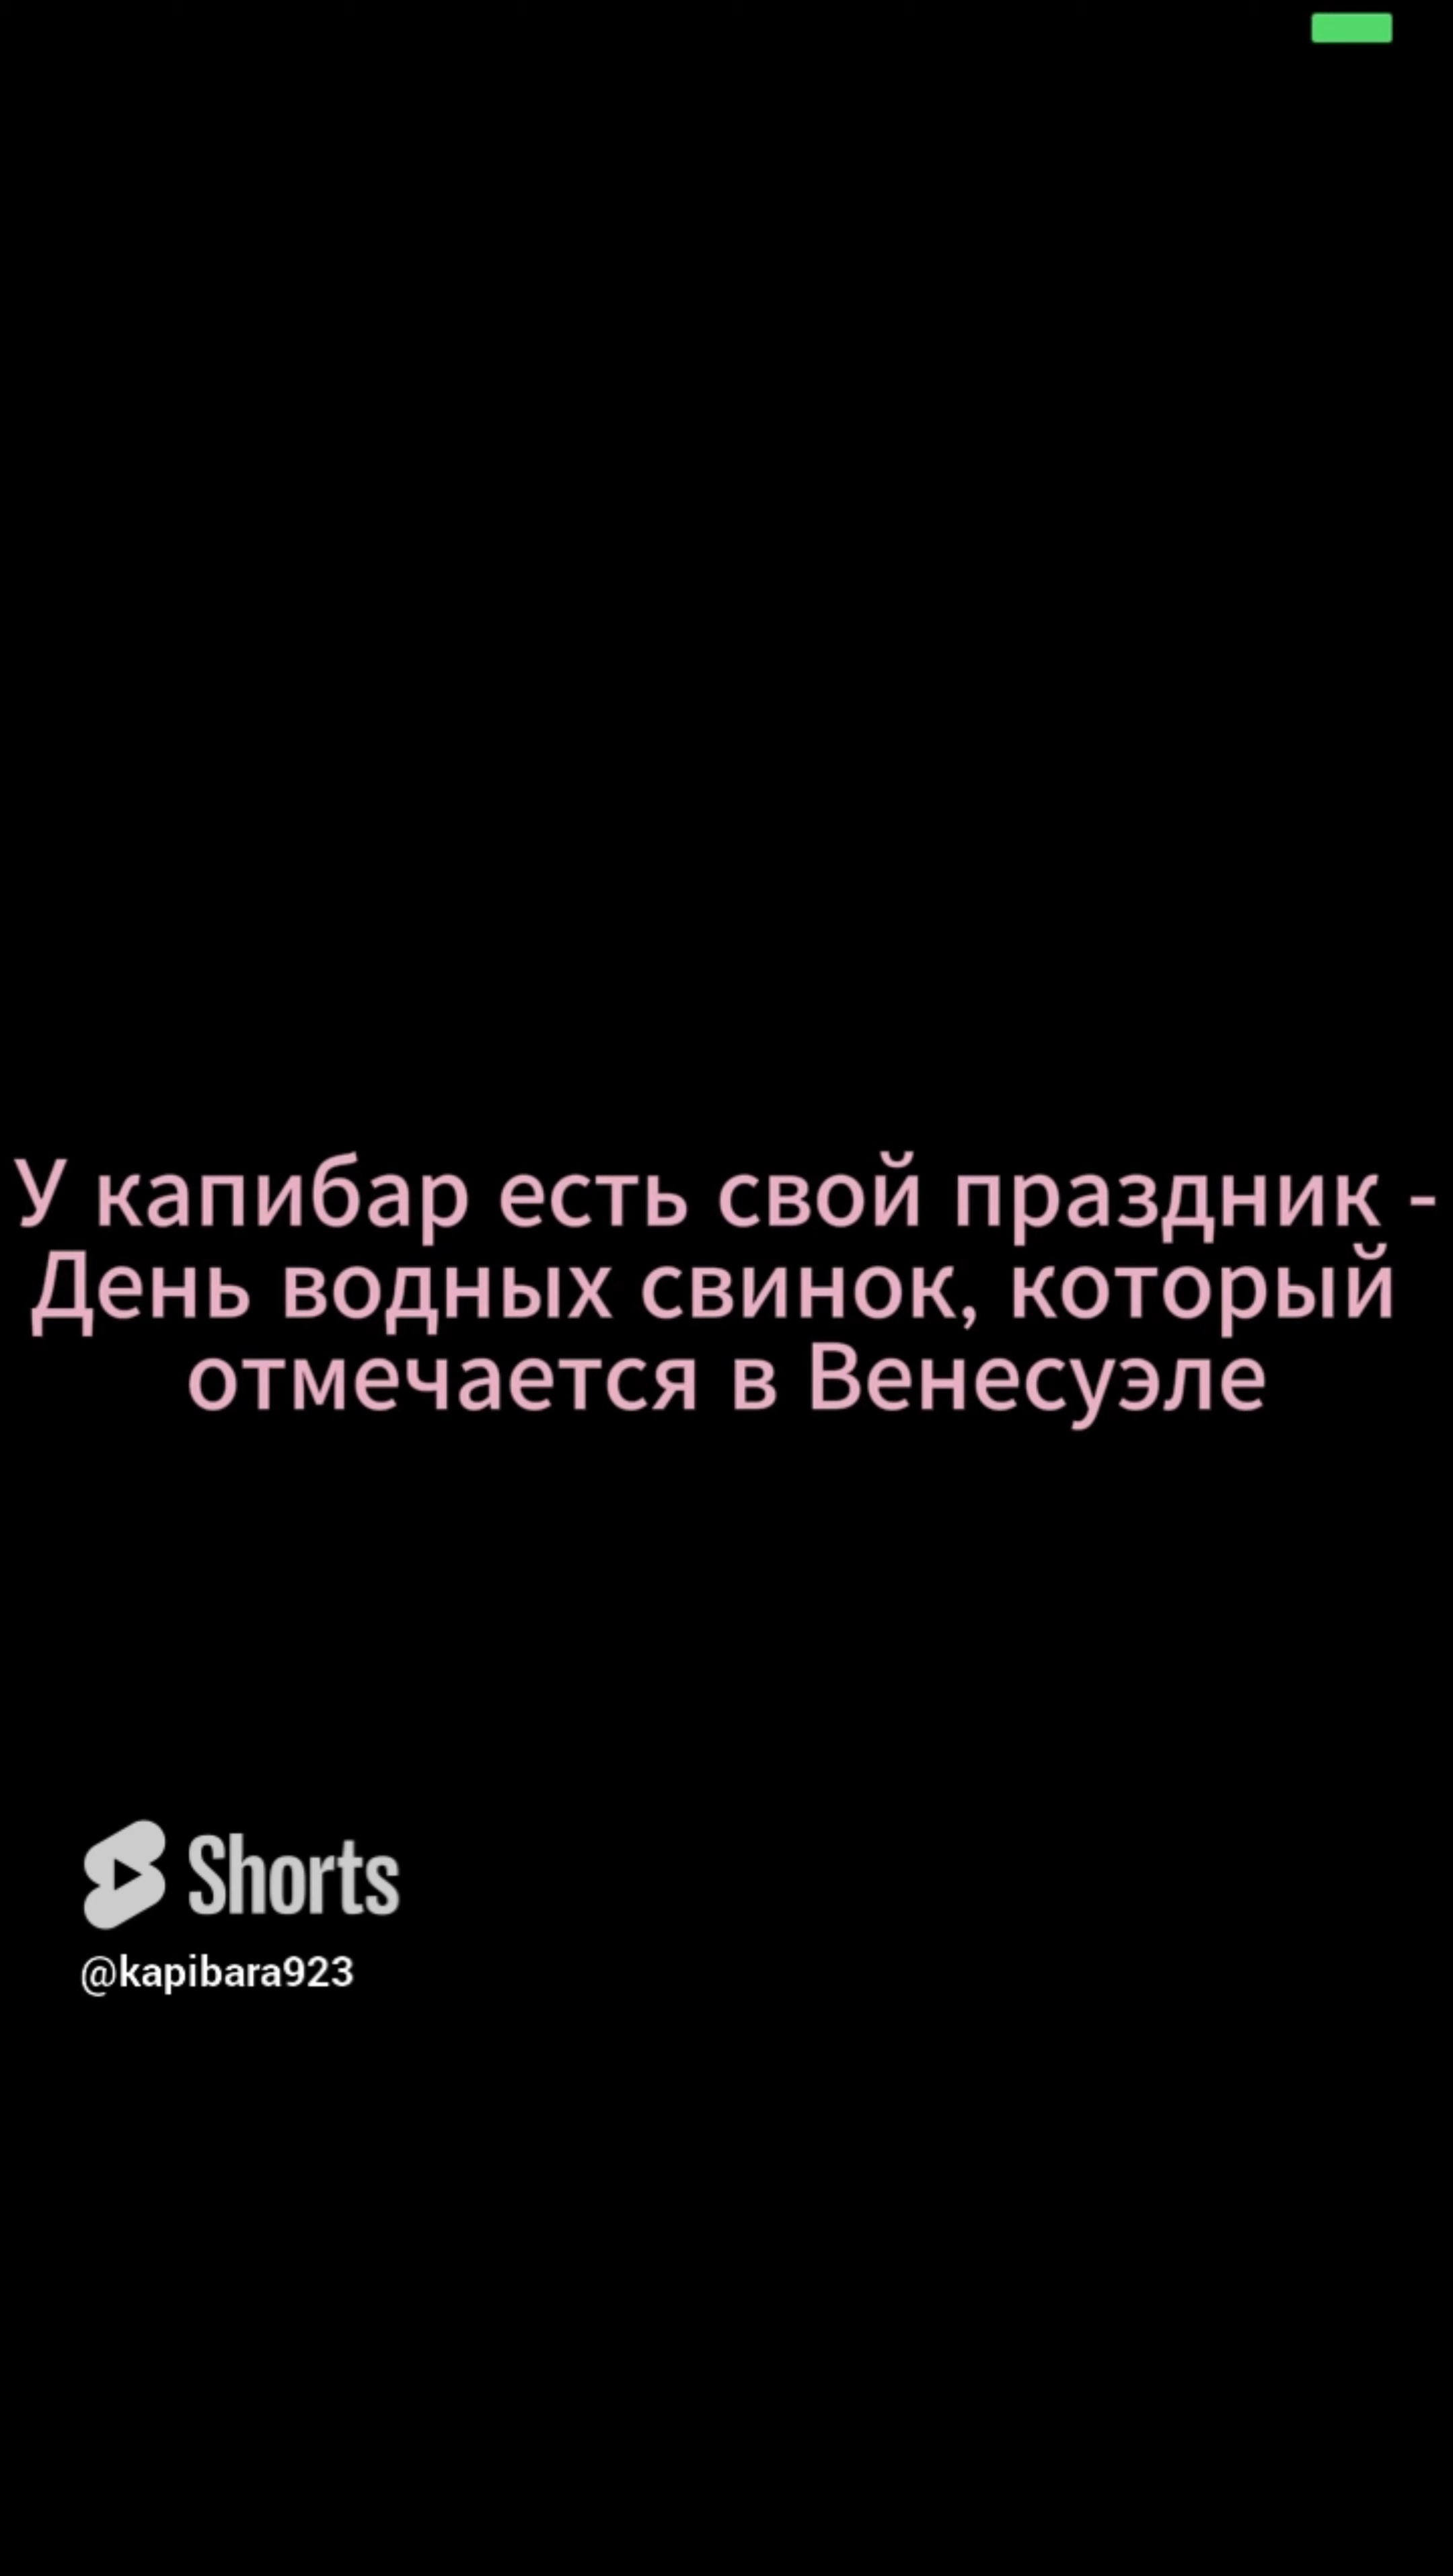 У капибар есть свой праздник -
День водных свинок, который
отмечается в Венесуэле
Shorts
@kapibara923